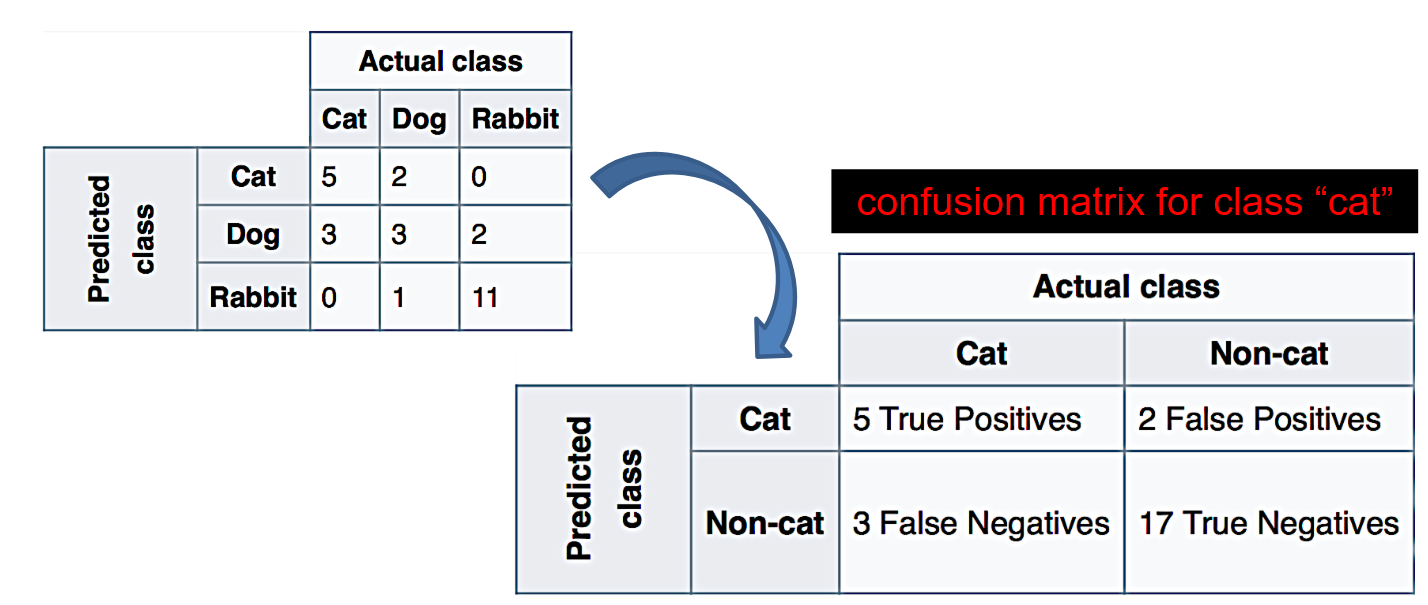 Actual class
Cat Dog Rabbit
Predicted
class
Cat 5 2 0
Dog 3 3 2
Rabbit 0 1 11
confusion matrix for class “cat”
Actual class
Cat Non-cat
Predicted
class
Cat 5 True Positives 2 False Positives
Non-cat 3 False Negatives 17 True Negatives